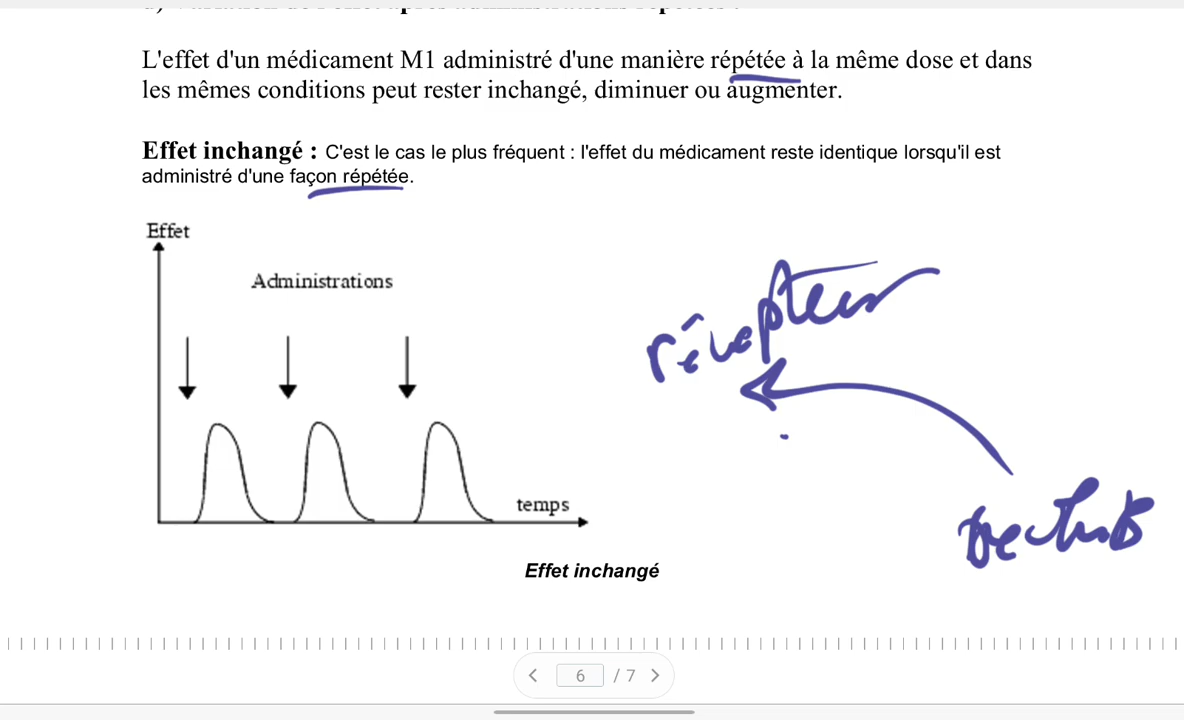 L'effet d'un médicament M1 administré d'une manière répétée à la même dose et dans
les mêmes conditions peut rester inchangé, diminuer ou augmenter.
Effet inchangé : C'est le cas le plus fréquent : l'effet du médicament reste identique lorsqu'il est
administré d'une façon répétée.
Effet
Administrations
récepteur
temps
Effet inchangé
6 / 7